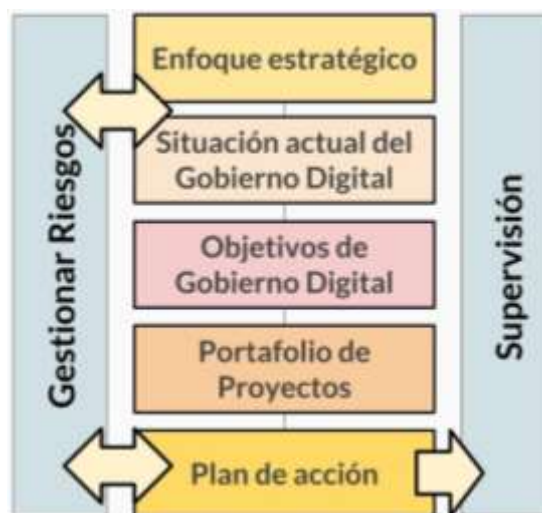 Gestionar Riesgos
Enfoque estratégico
Situación actual del
Gobierno Digital
Objetivos de
Gobierno Digital
Portafolio de
Proyectos
Plan de acción
Supervisión